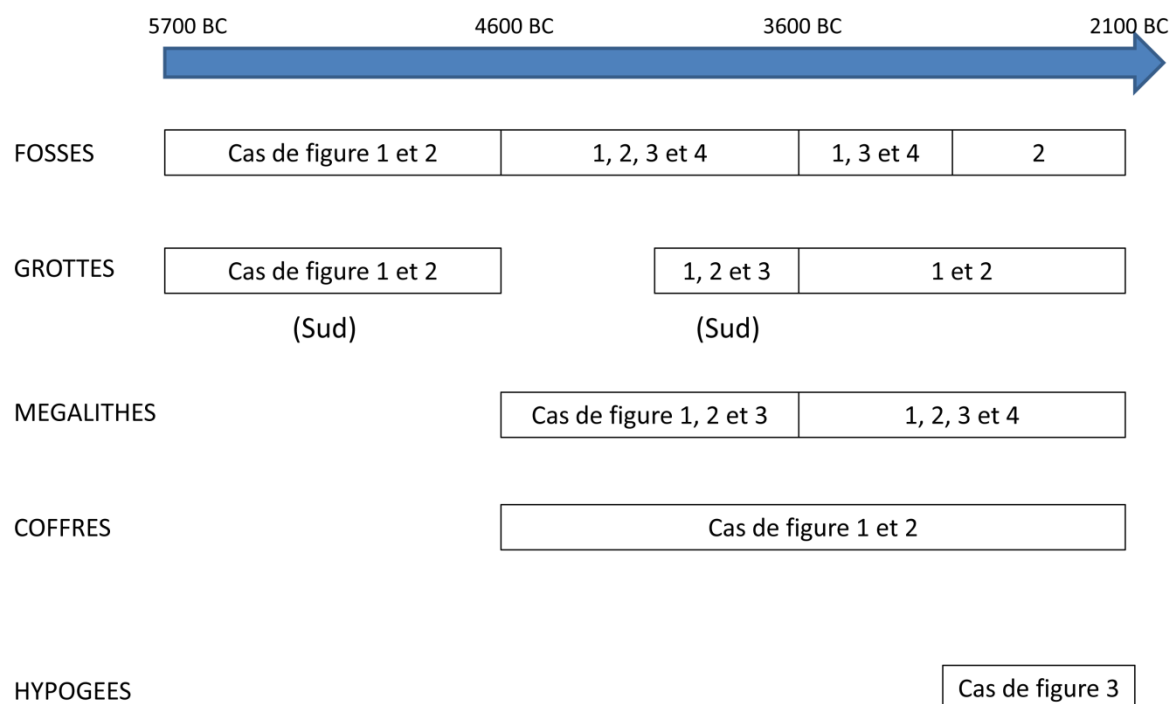 5700 BC 4600 BC 3600 BC 2100 BC
FOSSES Cas de figure 1 et 2 1, 2, 3 et 4 1, 3 et 4 2
GROTTES Cas de figure 1 et 2 1, 2 et 3 1 et 2
(Sud) (Sud)
MEGALITHES Cas de figure 1, 2 et 3 1, 2, 3 et 4
COFFRES Cas de figure 1 et 2
HYPOGEES Cas de figure 3